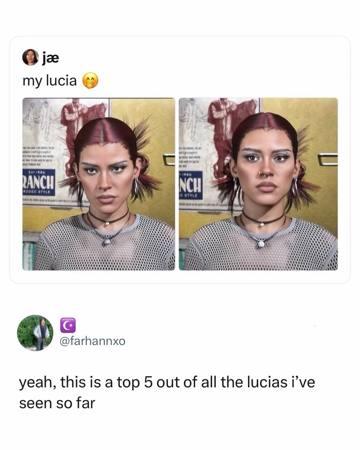 jæ
my lucia 🤭
RANCH
NCH
@farhannxo
yeah, this is a top 5 out of all the lucias i’ve
seen so far